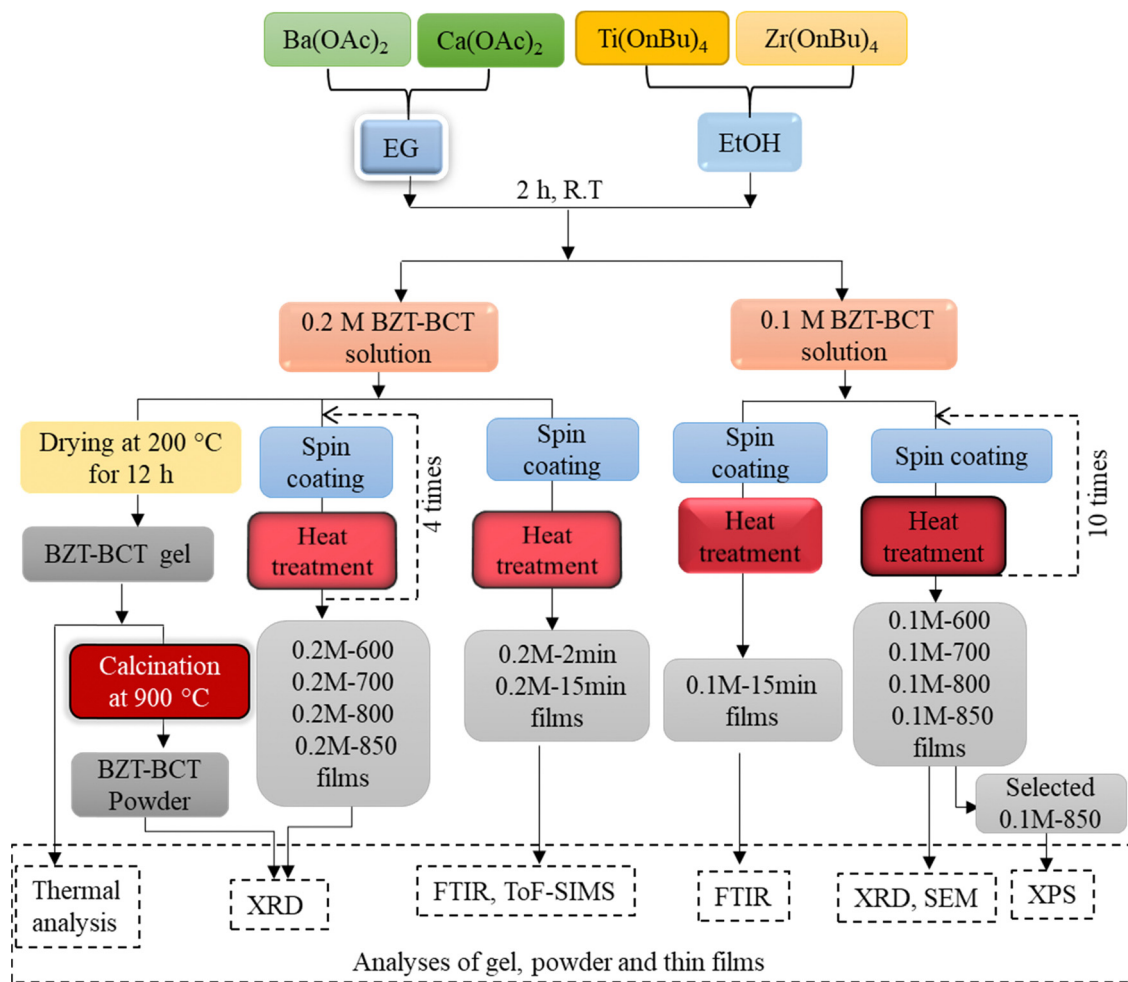 Ba(OAc)2
Ca(OAc)2
Ti(OnBu)4
Zr(OnBu)4
EG
EtOH
2 h, R.T
0.2 M BZT-BCT
solution
0.1 M BZT-BCT
solution
Drying at 200 °C
for 12 h
Spin
coating
4 times
Spin
coating
Spin
coating
Spin coating
10 times
BZT-BCT gel
Heat
treatment
Heat
treatment
Heat
treatment
Heat
treatment
Calcination
at 900 °C
BZT-BCT
Powder
0.2M-600
0.2M-700
0.2M-800
0.2M-850
films
0.2M-2min
0.2M-15min
films
0.1M-15min
films
0.1M-600
0.1M-700
0.1M-800
0.1M-850
films
Selected
0.1M-850
Thermal
analysis
XRD
FTIR, ToF-SIMS
FTIR
XRD, SEM
XPS
Analyses of gel, powder and thin films